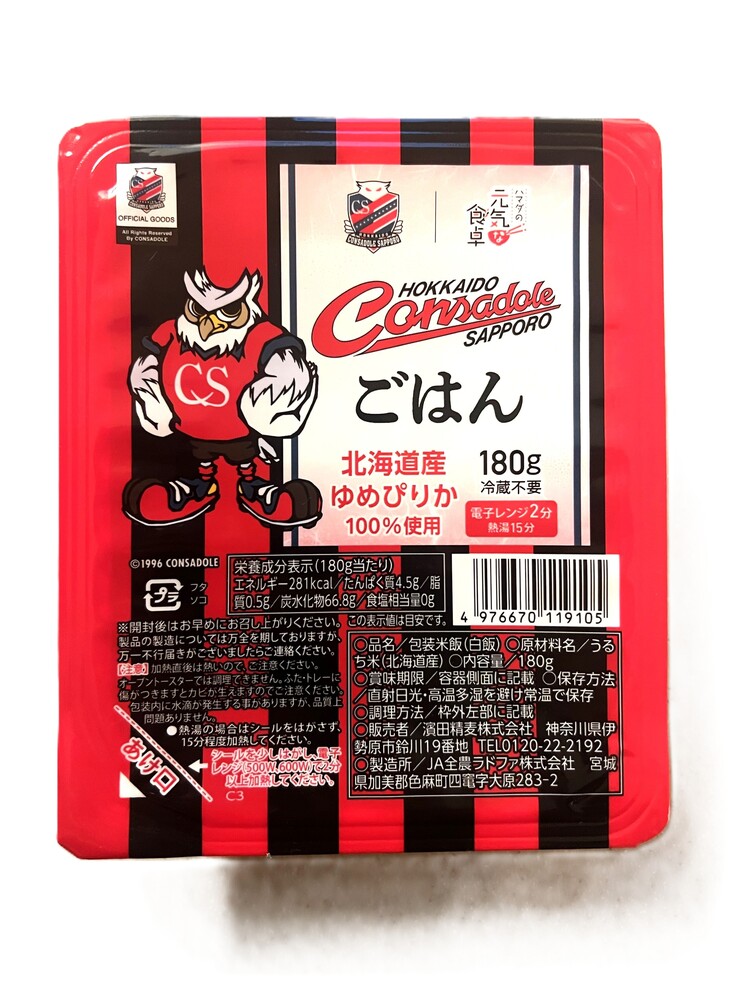 CONSADOLE SAPPORO
OFFICIAL GOODS
All Rights Reserved
By CONSADOLE
CS
CONSADOLE SAPPORO
ハマダの
元気な
食卓
HOKKAIDO
Consadole
SAPPORO
ごはん
CS
北海道産
ゆめぴりか
100%使用
180g
冷蔵不要
電子レンジ2分
熱湯15分
©1996 CONSADOLE
プラ
フタ
ソコ
栄養成分表示(180g当たり)
エネルギー281kcal/たんぱく質4.5g/脂
質0.5g/炭水化物66.8g/食塩相当量0g
この表示値は目安です。
4 976670 119105
※開封後はお早めにお召し上がりください。
製品の製造については万全を期しておりますが、
万一不行届きがございましたらご連絡ください。
【注意】加熱直後は熱いので、ご注意ください。
オーブントースターでは調理できません。ふた・トレーに
傷がつきますとカビが生えますのでご注意ください。
包装内に水滴が発生する事がありますが、品質上
問題ありません。
●熱湯の場合はシールをはがさず、
15分程度加熱してください。
あけ口
シールを少しはがし、電子
レンジ(500W、600W)で2分
以上加熱してください。
C3
○品名/包装米飯(白飯) ○原材料名/うる
ち米(北海道産) ○内容量/180g
○賞味期限/容器側面に記載 ○保存方法
/直射日光・高温多湿を避け常温で保存
○調理方法/枠外左部に記載
○販売者/濱田精麦株式会社 神奈川県伊
勢原市鈴川19番地 TEL0120-22-2192
○製造所/JA全農ラドファ株式会社 宮城
県加美郡色麻町四竃字大原283-2